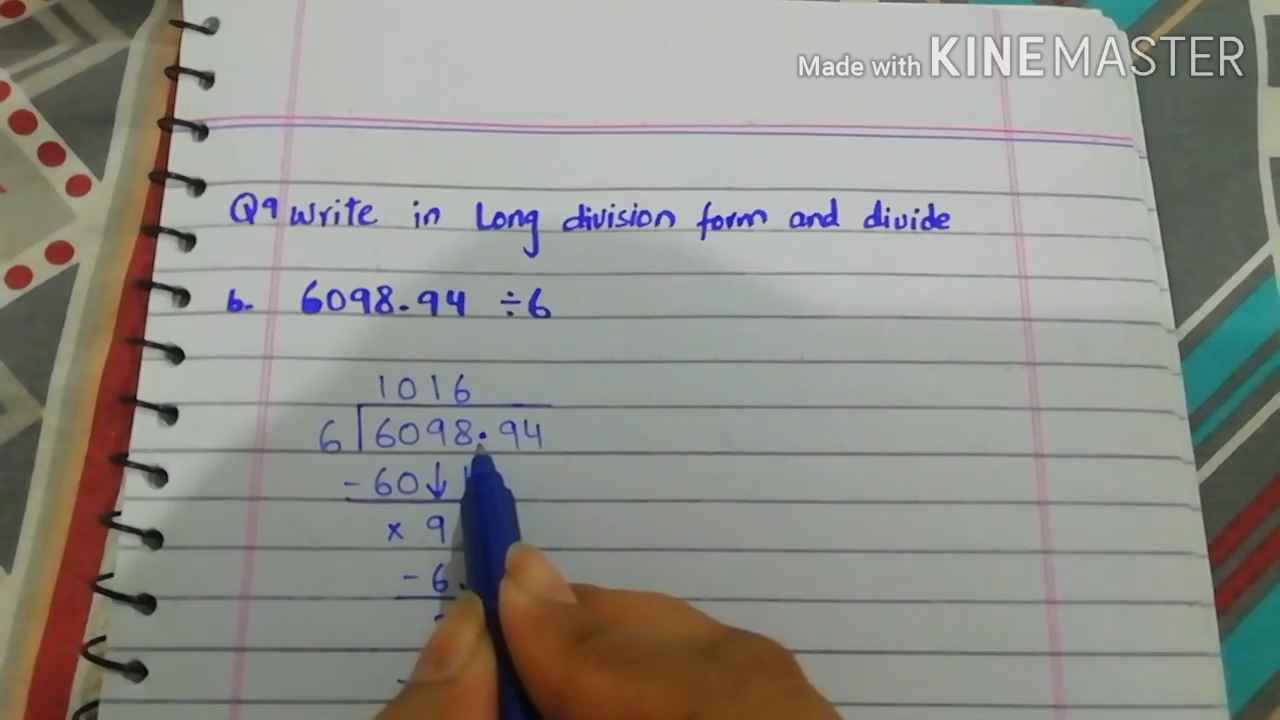 Made with KINEMASTER
Q9 Write in Long division form and divide
b. 6098.94 ÷6
1016
6 6098.94
- 60↓
× 9
- 6